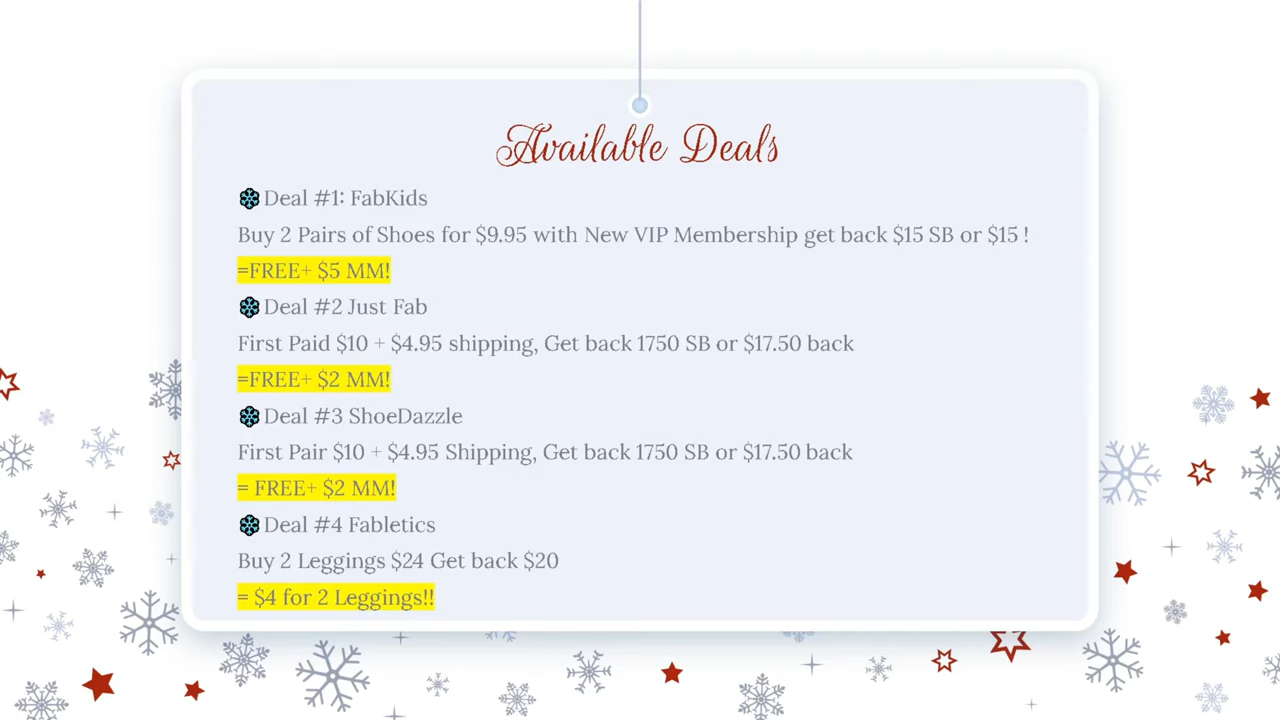 Available Deals
Deal #1: FabKids
Buy 2 Pairs of Shoes for $9.95 with New VIP Membership get back $15 SB or $15 !
=FREE+ $5 MM!
Deal #2 Just Fab
First Paid $10 + $4.95 shipping, Get back 1750 SB or $17.50 back
=FREE+ $2 MM!
Deal #3 ShoeDazzle
First Pair $10 + $4.95 Shipping, Get back 1750 SB or $17.50 back
= FREE+ $2 MM!
Deal #4 Fabletics
Buy 2 Leggings $24 Get back $20
= $4 for 2 Leggings!!